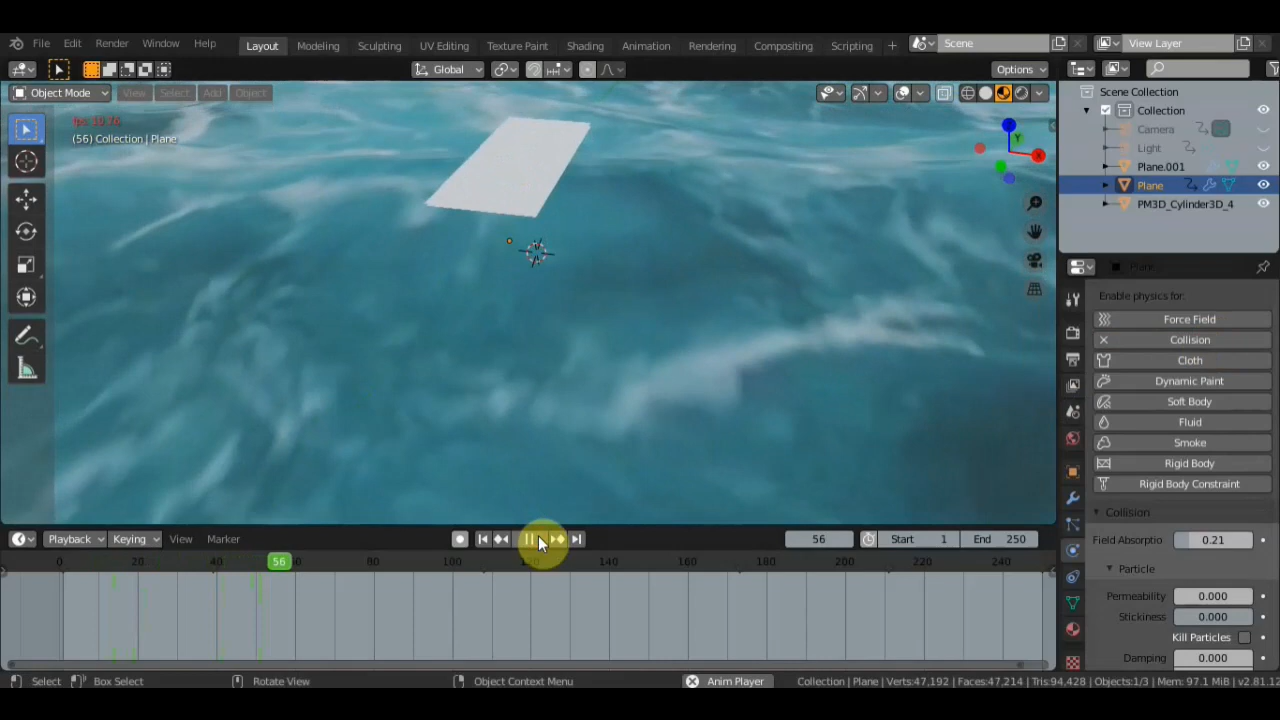 File Edit Render Window Help Layout Modeling Sculpting UV Editing Texture Paint Shading Animation Rendering Compositing Scripting + Scene View Layer
Global Options
Object Mode View Select Add Object
(56) Collection | Plane
Z
Y
X
Scene Collection
Collection
Camera
Light
Plane.001
Plane
PM3D_Cylinder3D_4
Plane
Enable physics for:
Force Field
Collision
Cloth
Dynamic Paint
Soft Body
Fluid
Smoke
Rigid Body
Rigid Body Constraint
Collision
Field Absorptio 0.21
Particle
Permeability 0.000
Stickiness 0.000
Kill Particles
Damping 0.000
Playback Keying View Marker 56 Start 1 End 250
0 20 40 56 60 80 100 120 140 160 180 200 220 240
Select Box Select Rotate View Object Context Menu Anim Player Collection | Plane | Verts:47,192 | Faces:47,214 | Tris:94,428 | Objects:1/3 | Mem: 97.1 MiB | v2.81.12